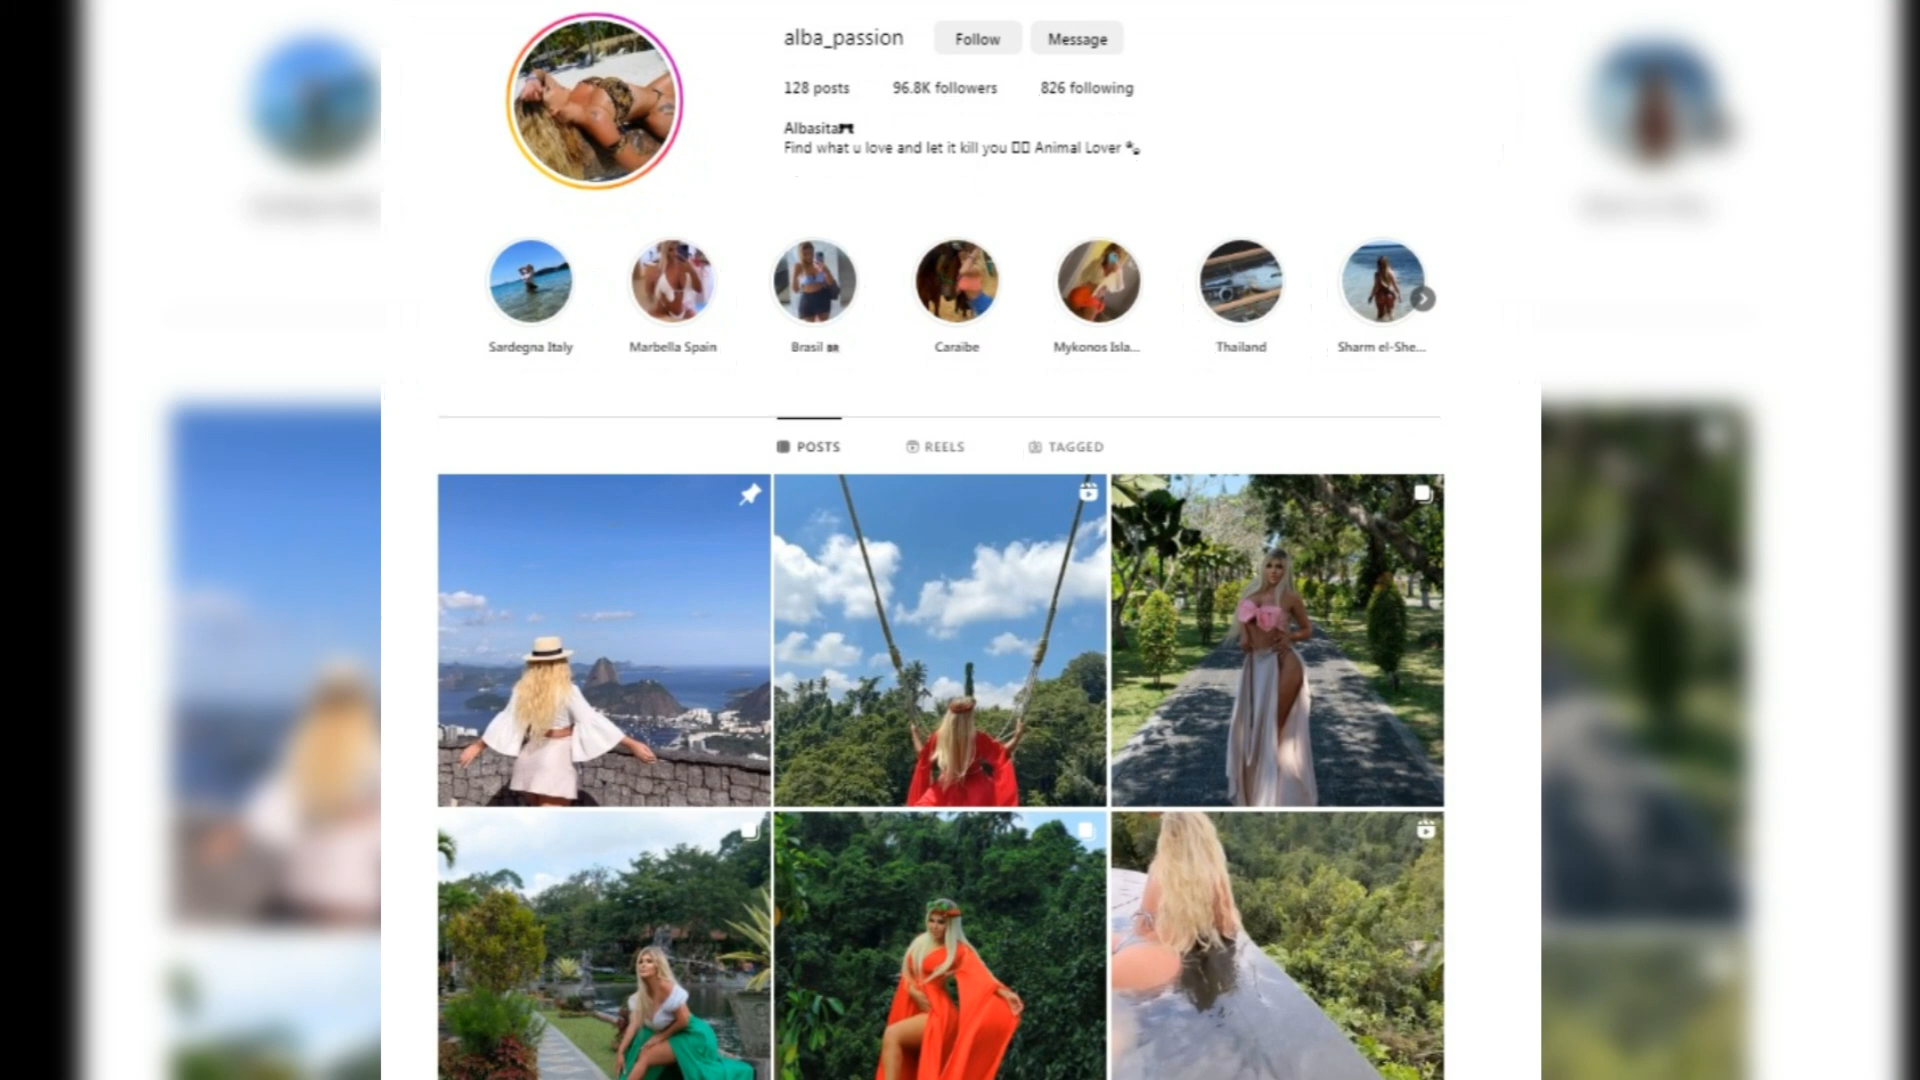 alba_passion Follow Message
128 posts 96.8K followers 826 following
Albasita
Find what u love and let it kill you Animal Lover
Sardegna Italy Marbella Spain Brasil BR Caraibe Mykonos Isla... Thailand Sharm el-She...
POSTS REELS TAGGED